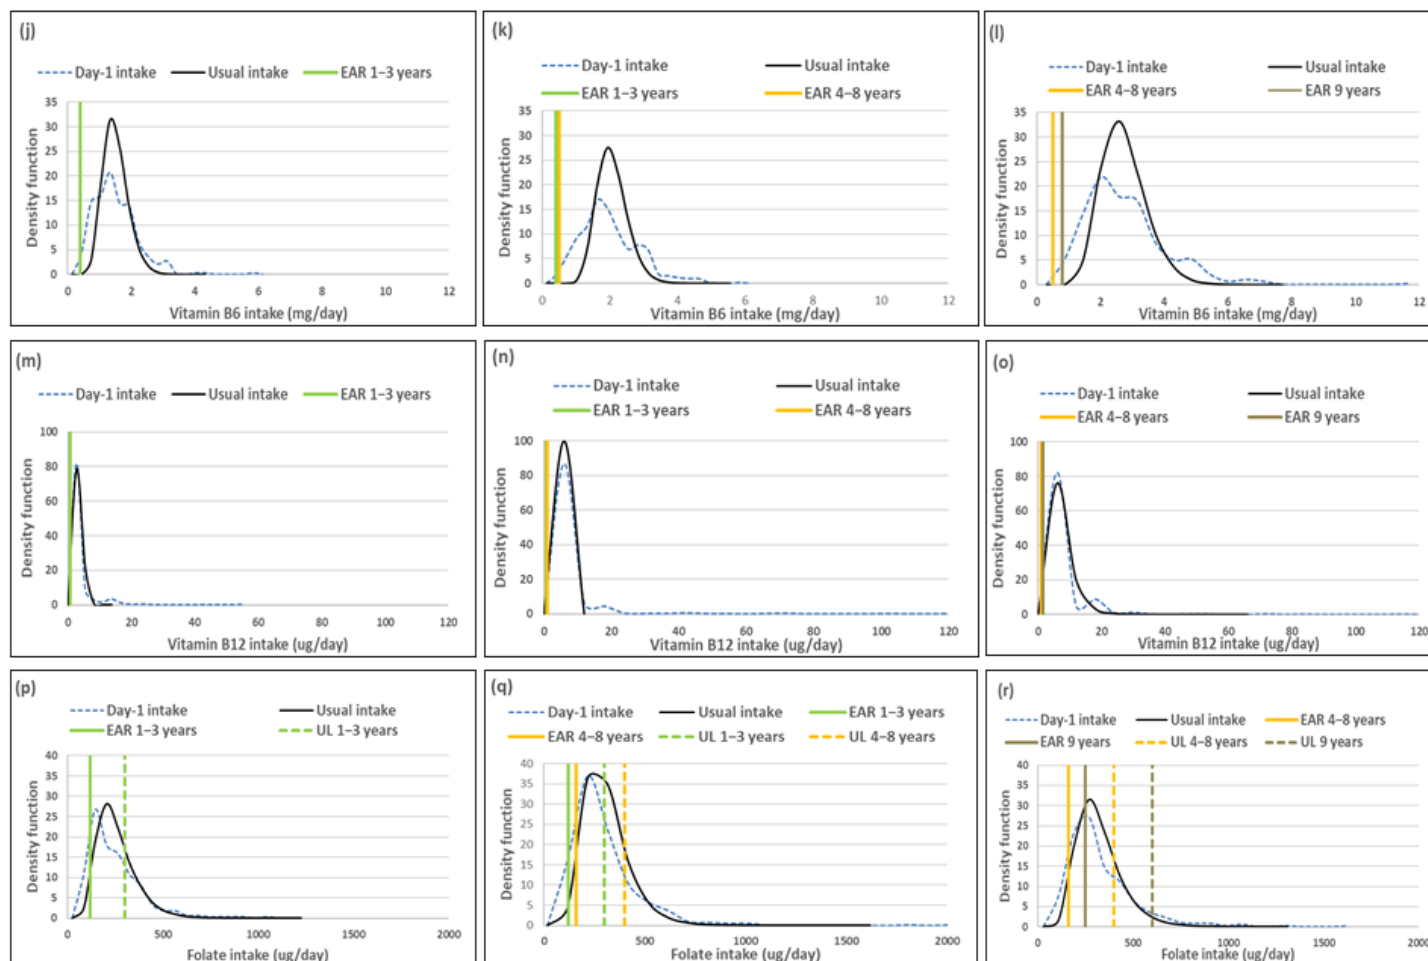 (j)
Day-1 intake Usual intake EAR 1–3 years
35
30
25
20
15
10
5
0
Density function
0 2 4 6 8 10 12
Vitamin B6 intake (mg/day)
(k)
Day-1 intake Usual intake
EAR 1–3 years EAR 4–8 years
35
30
25
20
15
10
5
0
Density function
0 2 4 6 8 10 12
Vitamin B6 intake (mg/day)
(l)
Day-1 intake Usual intake
EAR 4–8 years EAR 9 years
35
30
25
20
15
10
5
0
Density function
0 2 4 6 8 10 12
Vitamin B6 intake (mg/day)
(m)
Day-1 intake Usual intake EAR 1–3 years
100
80
60
40
20
0
Density function
0 20 40 60 80 100 120
Vitamin B12 intake (ug/day)
(n)
Day-1 intake Usual intake
EAR 1–3 years EAR 4–8 years
100
80
60
40
20
0
Density function
0 20 40 60 80 100 120
Vitamin B12 intake (ug/day)
(o)
Day-1 intake Usual intake
EAR 4–8 years EAR 9 years
100
80
60
40
20
0
Density function
0 20 40 60 80 100 120
Vitamin B12 intake (ug/day)
(p)
Day-1 intake Usual intake
EAR 1–3 years UL 1–3 years
40
35
30
25
20
15
10
5
0
Density function
0 500 1000 1500 2000
Folate intake (ug/day)
(q)
Day-1 intake Usual intake EAR 1–3 years
EAR 4–8 years UL 1–3 years UL 4–8 years
40
35
30
25
20
15
10
5
0
Density function
0 500 1000 1500 2000
Folate intake (ug/day)
(r)
Day-1 intake Usual intake EAR 4–8 years
EAR 9 years UL 4–8 years UL 9 years
40
35
30
25
20
15
10
5
0
Density function
0 500 1000 1500 2000
Folate intake (ug/day)